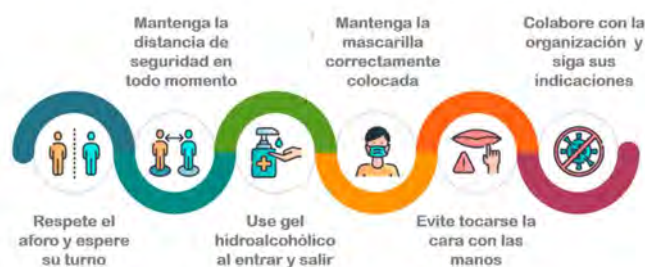 Respete el
aforo y espere
su turno
Mantenga la
distancia de
seguridad en
todo momento
Use gel
hidroalcohólico
al entrar y salir
Mantenga la
mascarilla
correctamente
colocada
Evite tocarse la
cara con las
manos
Colabore con la
organización y
siga sus
indicaciones